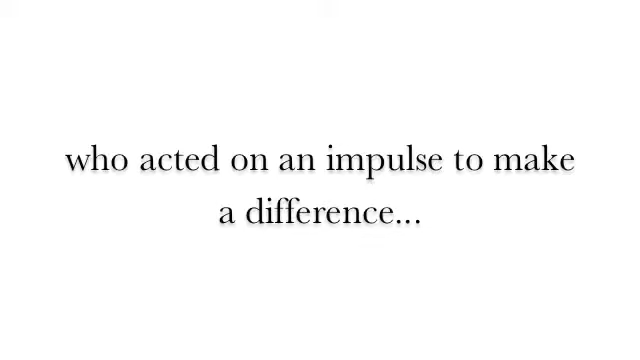 who acted on an impulse to make
a difference...